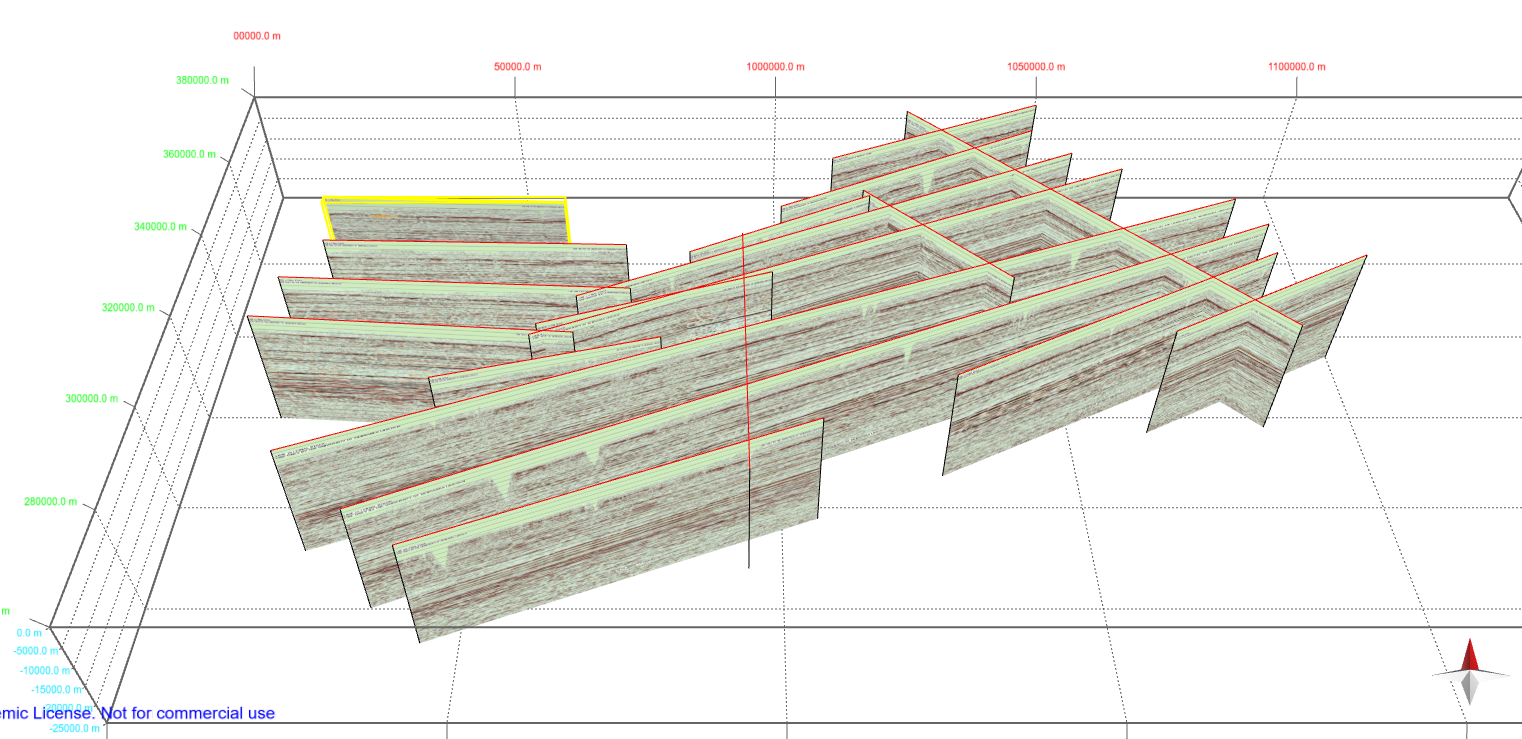 00000.0 m
50000.0 m
1000000.0 m
1050000.0 m
1100000.0 m
380000.0 m
360000.0 m
340000.0 m
320000.0 m
300000.0 m
280000.0 m
m
0.0 m
-5000.0 m
-10000.0 m
-15000.0 m
-20000.0 m
-25000.0 m
emic License. Not for commercial use